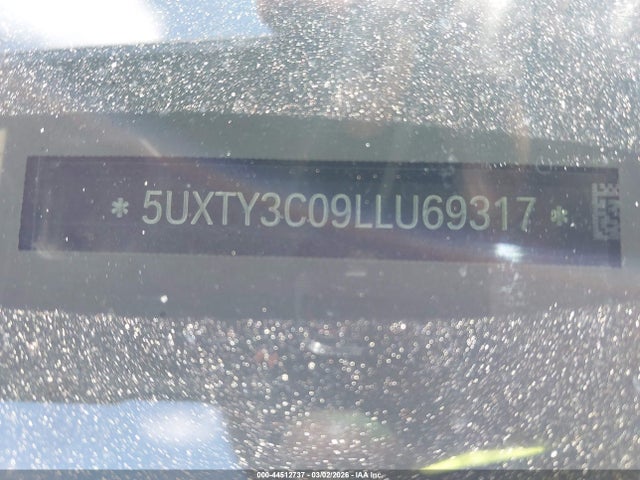 * 5UXTY3C09LLU69317 *
000-44512737 - 03/02/2026 - IAA Inc.